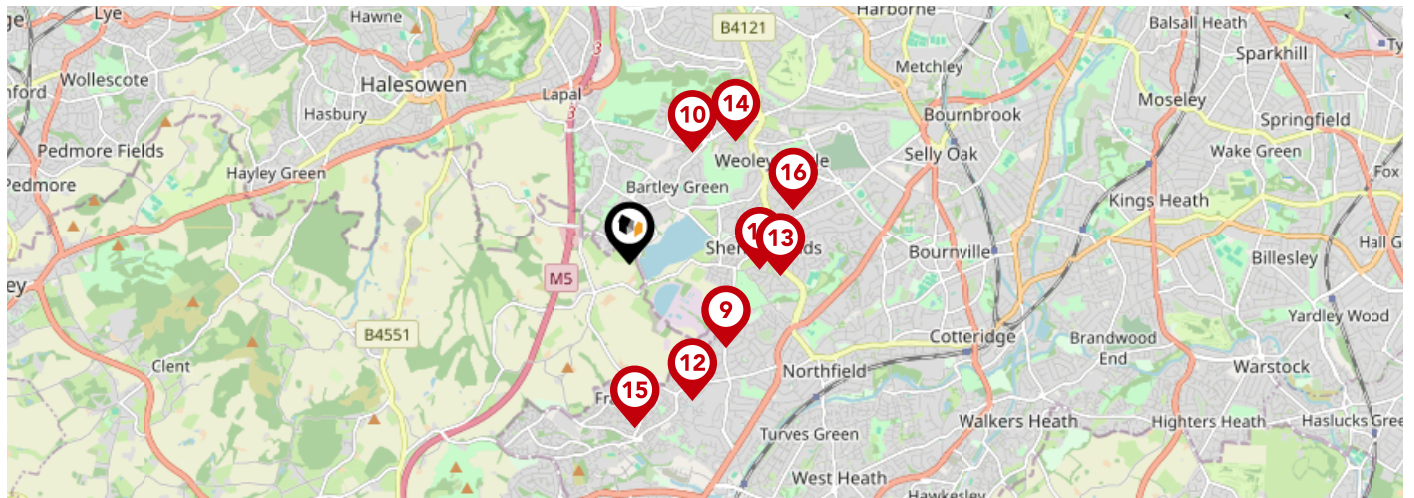 Lye
Hawne
B4121
Harborne
Balsall Heath
Sparkhill
Wollescote
Halesowen
Lapal
Metchley
Moseley
Hasbury
10
14
Bournbrook
Springfield
Pedmore Fields
Hayley Green
Selly Oak
Wake Green
Fox
Pedmore
Bartley Green
16
Kings Heath
13
Bournville
Billesley
M5
9
Yardley Wood
B4551
Cotteridge
Brandwood
End
Clent
12
Northfield
Warstock
15
Walkers Heath
Highters Heath
Turves Green
West Heath